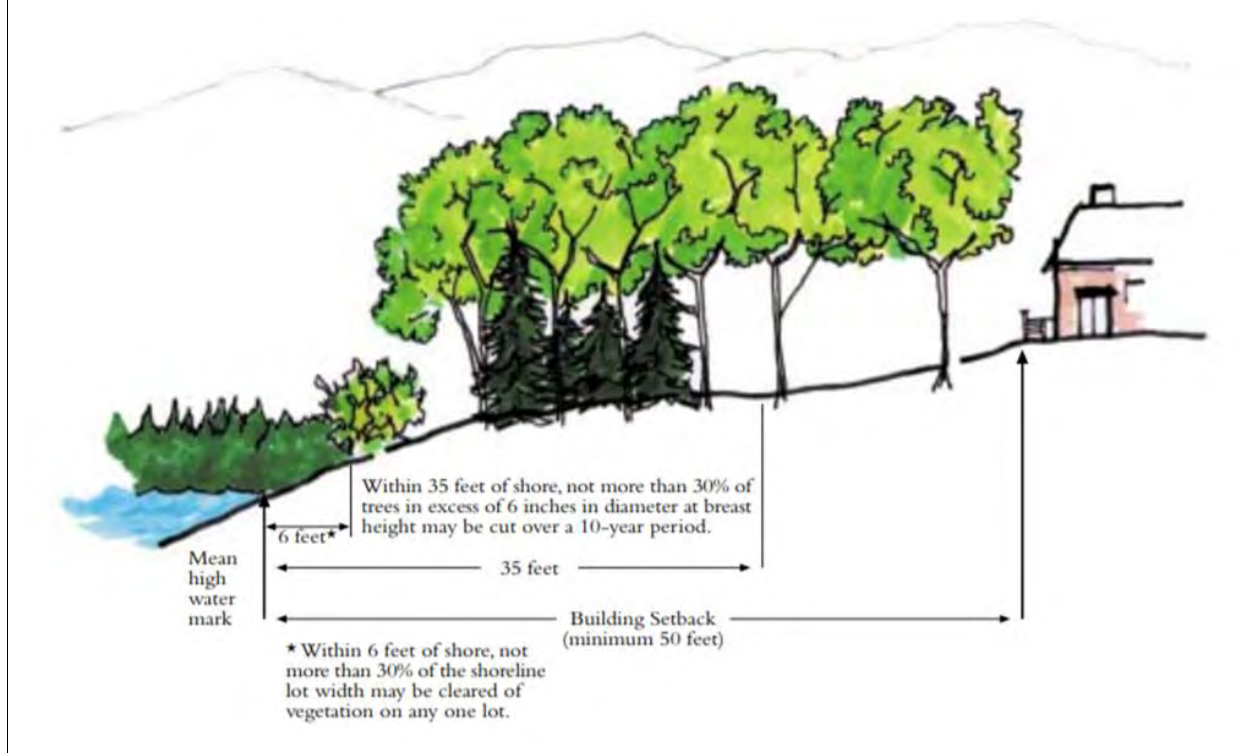 Within 35 feet of shore, not more than 30% of
trees in excess of 6 inches in diameter at breast
height may be cut over a 10-year period.
6 feet*
Mean
high
water
mark
35 feet
Building Setback
(minimum 50 feet)
* Within 6 feet of shore, not
more than 30% of the shoreline
lot width may be cleared of
vegetation on any one lot.